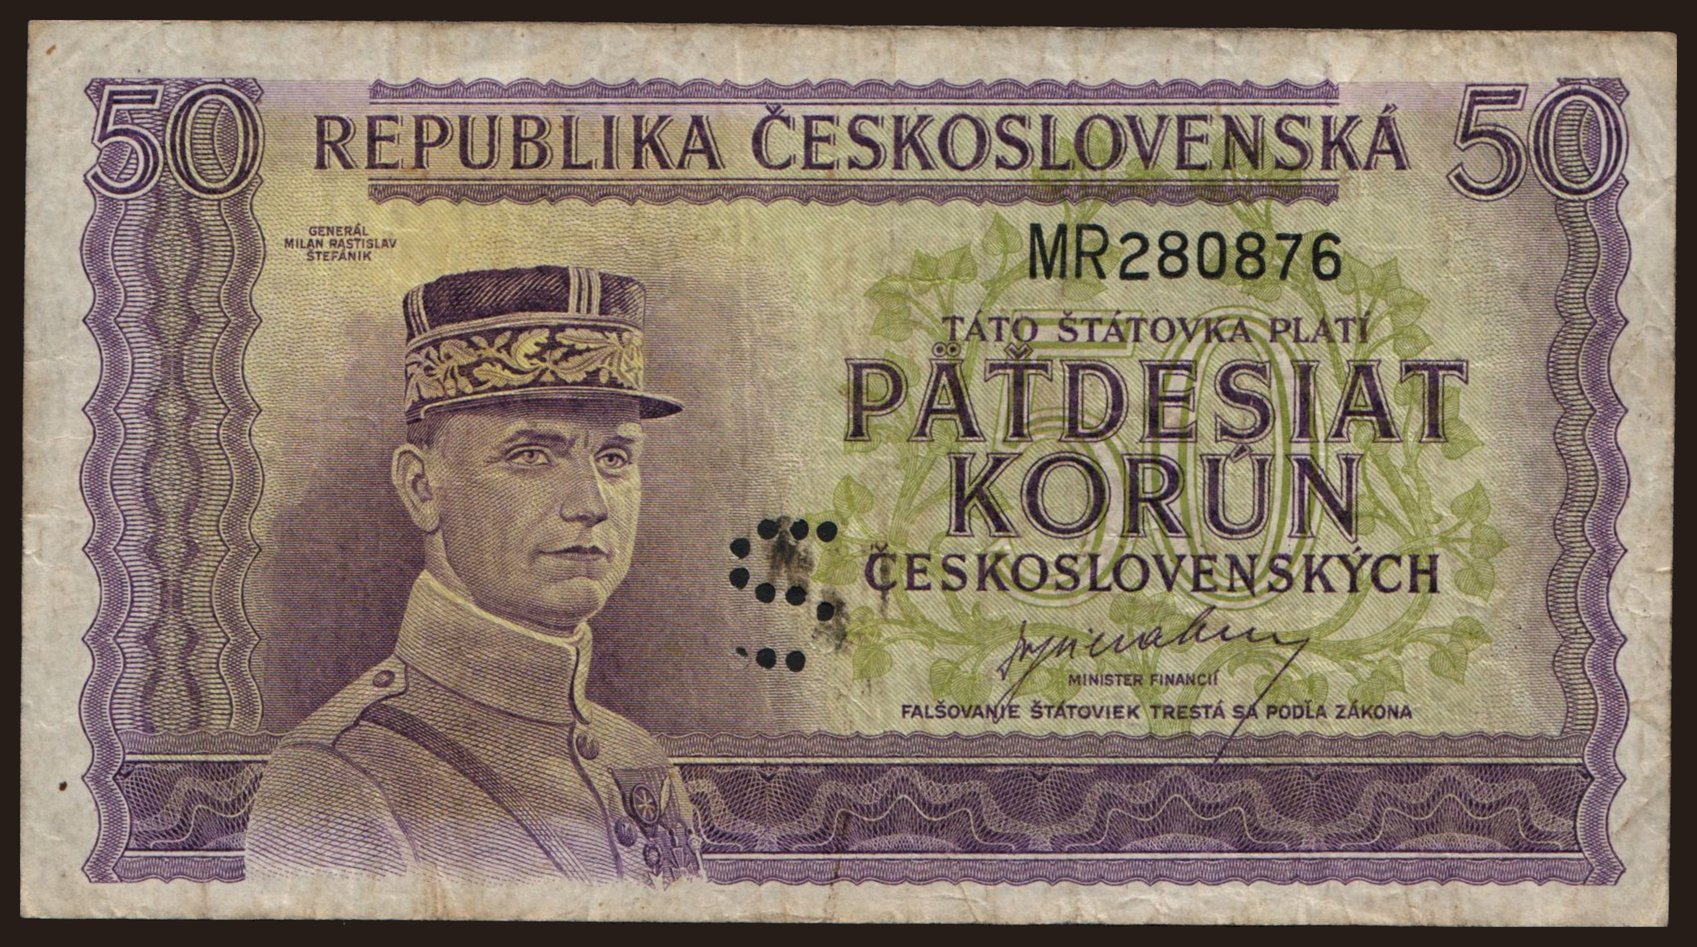 50 REPUBLIKA ČESKOSLOVENSKÁ 50
GENERÁL
MILAN RASTISLAV
ŠTEFÁNIK
MR280876
TÁTO ŠTÁTOVKA PLATÍ
PÄŤDESIAT
KORÚN
ČESKOSLOVENSKÝCH
50
MINISTER FINANCIÍ
FALŠOVANIE ŠTÁTOVIEK TRESTÁ SA PODĽA ZÁKONA
S